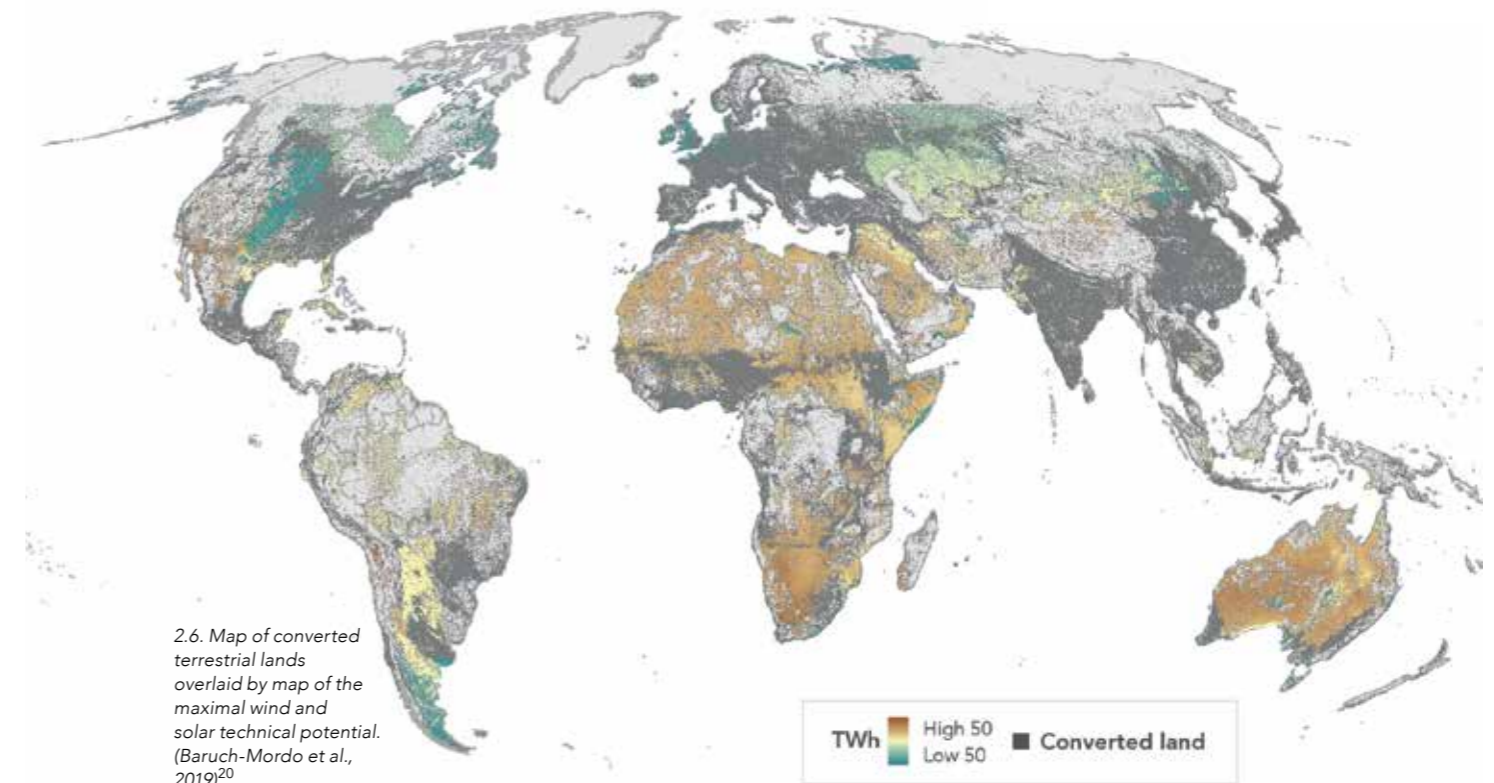 2.6. Map of converted
terrestrial lands
overlaid by map of the
maximal wind and
solar technical potential.
(Baruch-Mordo et al.,
2019)20
TWh
High 50
Low 50
Converted land